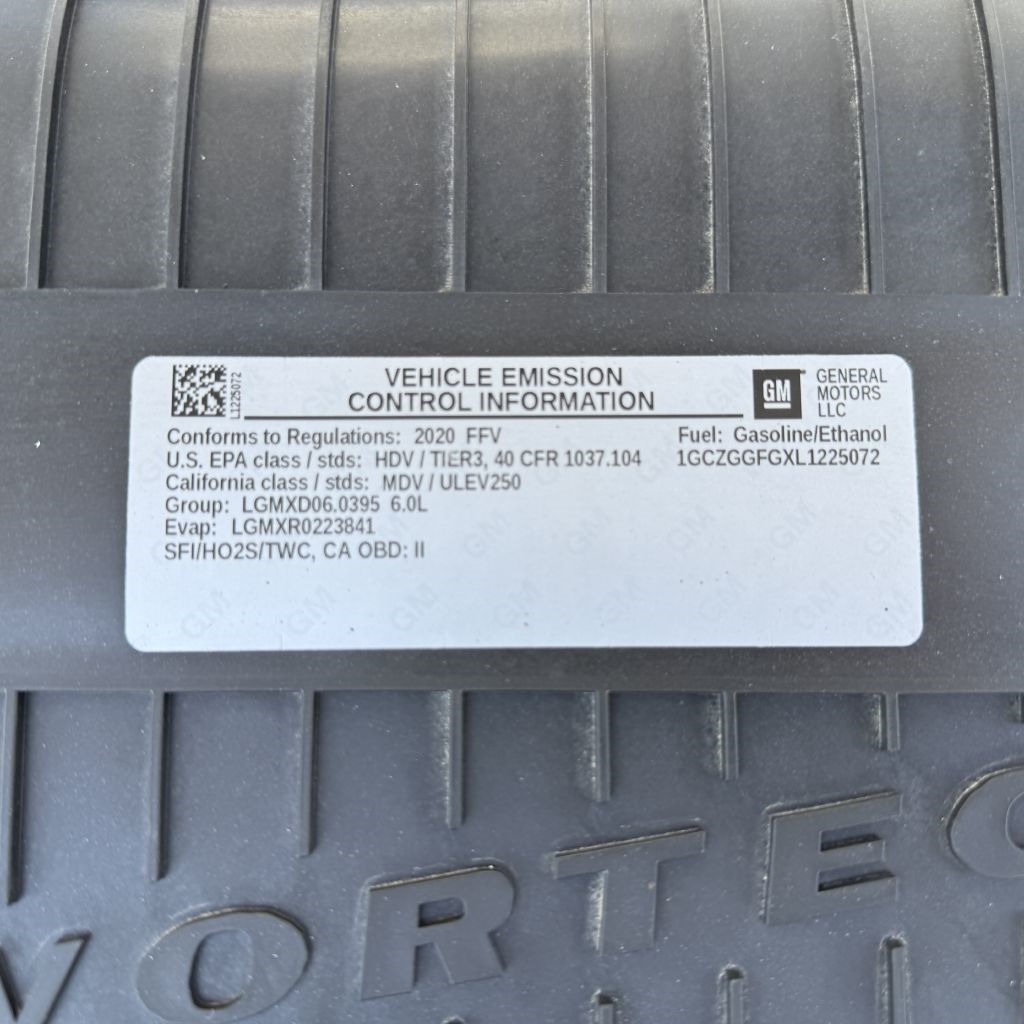 L1225072
VEHICLE EMISSION
CONTROL INFORMATION
GM
GENERAL
MOTORS
LLC
Conforms to Regulations: 2020 FFV
Fuel: Gasoline/Ethanol
U.S. EPA class / stds: HDV / TIER3, 40 CFR 1037.104
1GCZGGFGXL1225072
California class / stds: MDV / ULEV250
Group: LGMXD06.0395 6.0L
Evap: LGMXR0223841
SFI/HO2S/TWC, CA OBD: II
VORTEC